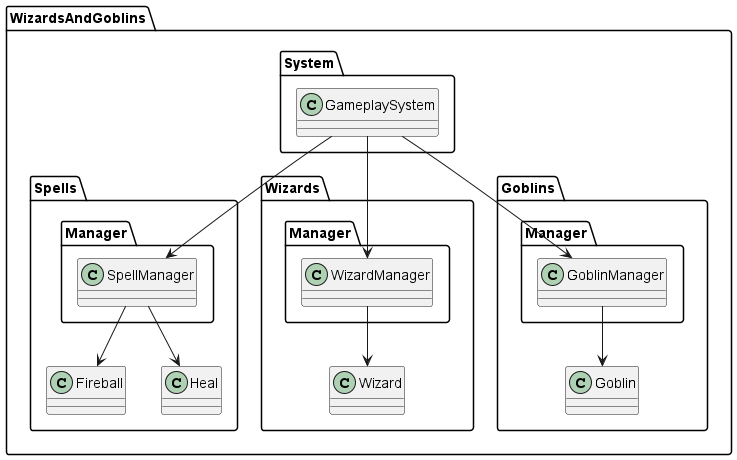 WizardsAndGoblins
System
C GameplaySystem
Spells
Wizards
Goblins
Manager
Manager
Manager
C SpellManager
C WizardManager
C GoblinManager
C Fireball
C Heal
C Wizard
C Goblin